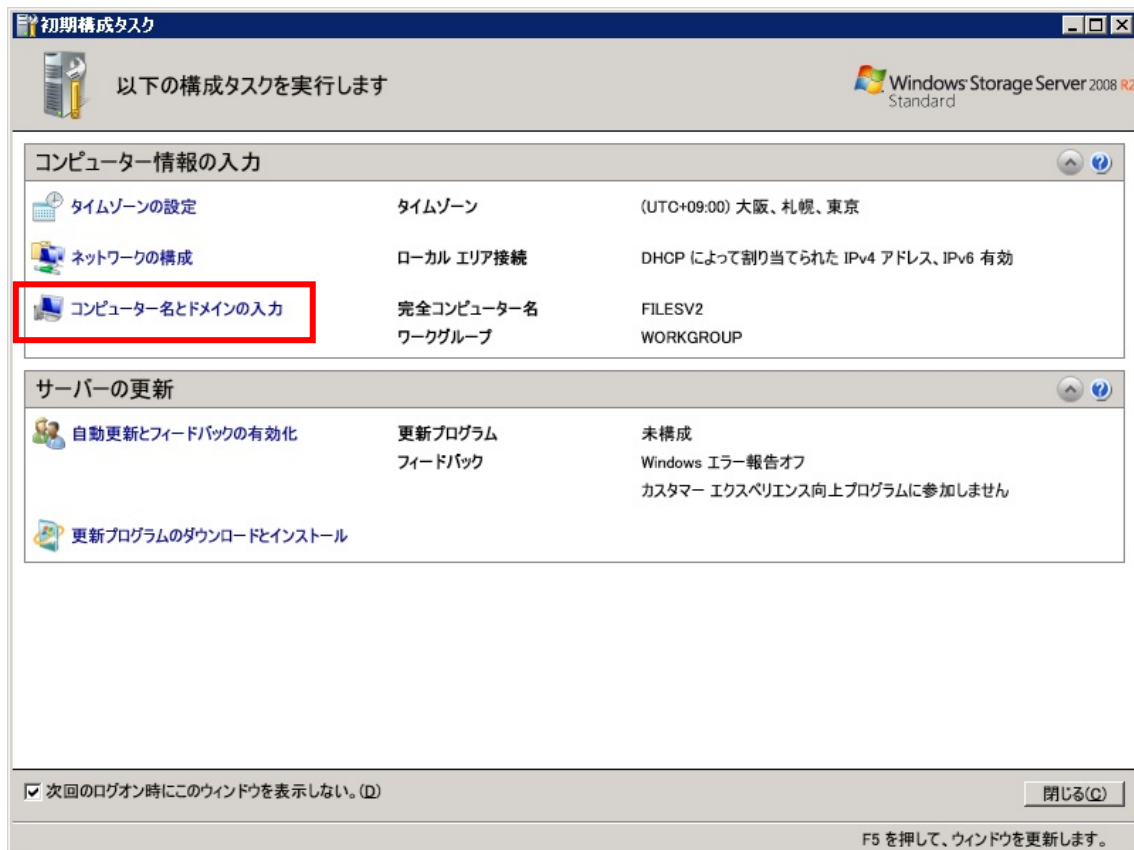 初期構成タスク
以下の構成タスクを実行します
Windows Storage Server 2008 R2
Standard
コンピューター情報の入力
タイムゾーンの設定 タイムゾーン (UTC+09:00) 大阪、札幌、東京
ネットワークの構成 ローカル エリア接続 DHCP によって割り当てられた IPv4 アドレス、IPv6 有効
コンピューター名とドメインの入力 完全コンピューター名 FILESV2
ワークグループ WORKGROUP
サーバーの更新
自動更新とフィードバックの有効化 更新プログラム 未構成
フィードバック Windows エラー報告オフ
カスタマー エクスペリエンス向上プログラムに参加しません
更新プログラムのダウンロードとインストール
次回のログオン時にこのウィンドウを表示しない。(D)
閉じる(C)
F5 を押して、ウィンドウを更新します。